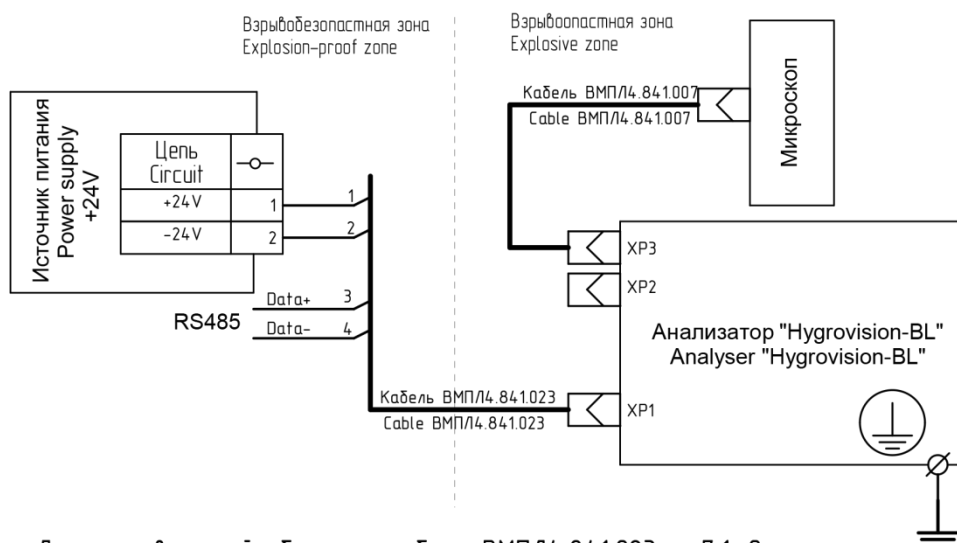 Взрывобезопастная зона
Explosion-proof zone
Взрывоопастная зона
Explosive zone
Кабель ВМПЛ4.841.007
Cable ВМПЛ4.841.007
Микроскоп
Источник питания
Power supply
+24V
Цепь
Circuit
+24V 1
-24V 2
1
2
Data+ 3
RS485
Data- 4
XP3
XP2
Анализатор "Hygrovision-BL"
Analyser "Hygrovision-BL"
Кабель ВМПЛ4.841.023
Cable ВМПЛ4.841.023
XP1